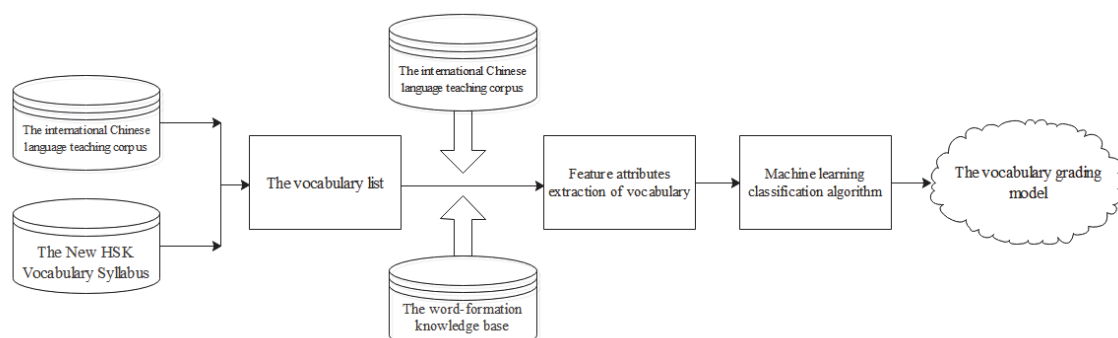 The international Chinese
language teaching corpus
The New HSK
Vocabulary Syllabus
The vocabulary list
The international Chinese
language teaching corpus
The word-formation
knowledge base
Feature attributes
extraction of vocabulary
Machine learning
classification algorithm
The vocabulary grading
model